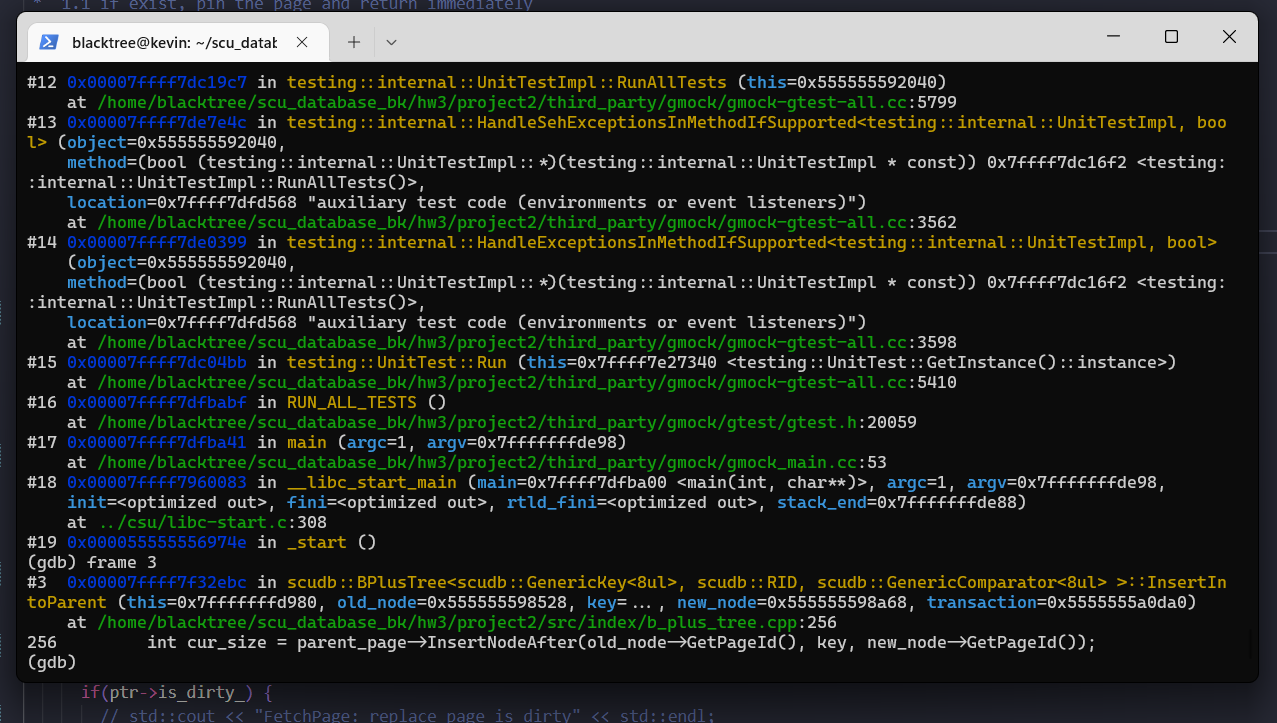 * 1.1 if exist, pin the page and return immediately
blacktree@kevin: ~/scu_datab
#12 0x00007ffff7dc19c7 in testing::internal::UnitTestImpl::RunAllTests (this=0x555555592040)
at /home/blacktree/scu_database_bk/hw3/project2/third_party/gmock/gmock-gtest-all.cc:5799
#13 0x00007ffff7de7e4c in testing::internal::HandleSehExceptionsInMethodIfSupported<testing::internal::UnitTestImpl, boo
l> (object=0x555555592040,
method=(bool (testing::internal::UnitTestImpl::*)(testing::internal::UnitTestImpl * const)) 0x7ffff7dc16f2 <testing:
:internal::UnitTestImpl::RunAllTests()>,
location=0x7ffff7dfd568 "auxiliary test code (environments or event listeners)")
at /home/blacktree/scu_database_bk/hw3/project2/third_party/gmock/gmock-gtest-all.cc:3562
#14 0x00007ffff7de0399 in testing::internal::HandleExceptionsInMethodIfSupported<testing::internal::UnitTestImpl, bool>
(object=0x555555592040,
method=(bool (testing::internal::UnitTestImpl::*)(testing::internal::UnitTestImpl * const)) 0x7ffff7dc16f2 <testing:
:internal::UnitTestImpl::RunAllTests()>,
location=0x7ffff7dfd568 "auxiliary test code (environments or event listeners)")
at /home/blacktree/scu_database_bk/hw3/project2/third_party/gmock/gmock-gtest-all.cc:3598
#15 0x00007ffff7dc04bb in testing::UnitTest::Run (this=0x7ffff7e27340 <testing::UnitTest::GetInstance()::instance>)
at /home/blacktree/scu_database_bk/hw3/project2/third_party/gmock/gmock-gtest-all.cc:5410
#16 0x00007ffff7dfbabf in RUN_ALL_TESTS ()
at /home/blacktree/scu_database_bk/hw3/project2/third_party/gmock/gtest/gtest.h:20059
#17 0x00007ffff7dfba41 in main (argc=1, argv=0x7fffffffde98)
at /home/blacktree/scu_database_bk/hw3/project2/third_party/gmock/gmock_main.cc:53
#18 0x00007ffff7960083 in __libc_start_main (main=0x7ffff7dfba00 <main(int, char**)>, argc=1, argv=0x7fffffffde98,
init=<optimized out>, fini=<optimized out>, rtld_fini=<optimized out>, stack_end=0x7fffffffde88)
at ../csu/libc-start.c:308
#19 0x000055555556974e in _start ()
(gdb) frame 3
#3 0x00007ffff7f32ebc in scudb::BPlusTree<scudb::GenericKey<8ul>, scudb::RID, scudb::GenericComparator<8ul> >::InsertIn
toParent (this=0x7fffffffd980, old_node=0x555555598528, key=..., new_node=0x555555598a68, transaction=0x5555555a0da0)
at /home/blacktree/scu_database_bk/hw3/project2/src/index/b_plus_tree.cpp:256
256 int cur_size = parent_page->InsertNodeAfter(old_node->GetPageId(), key, new_node->GetPageId());
(gdb)
if(ptr->is_dirty_) {
// std::cout << "FetchPage: replace page is dirty" << std::endl;